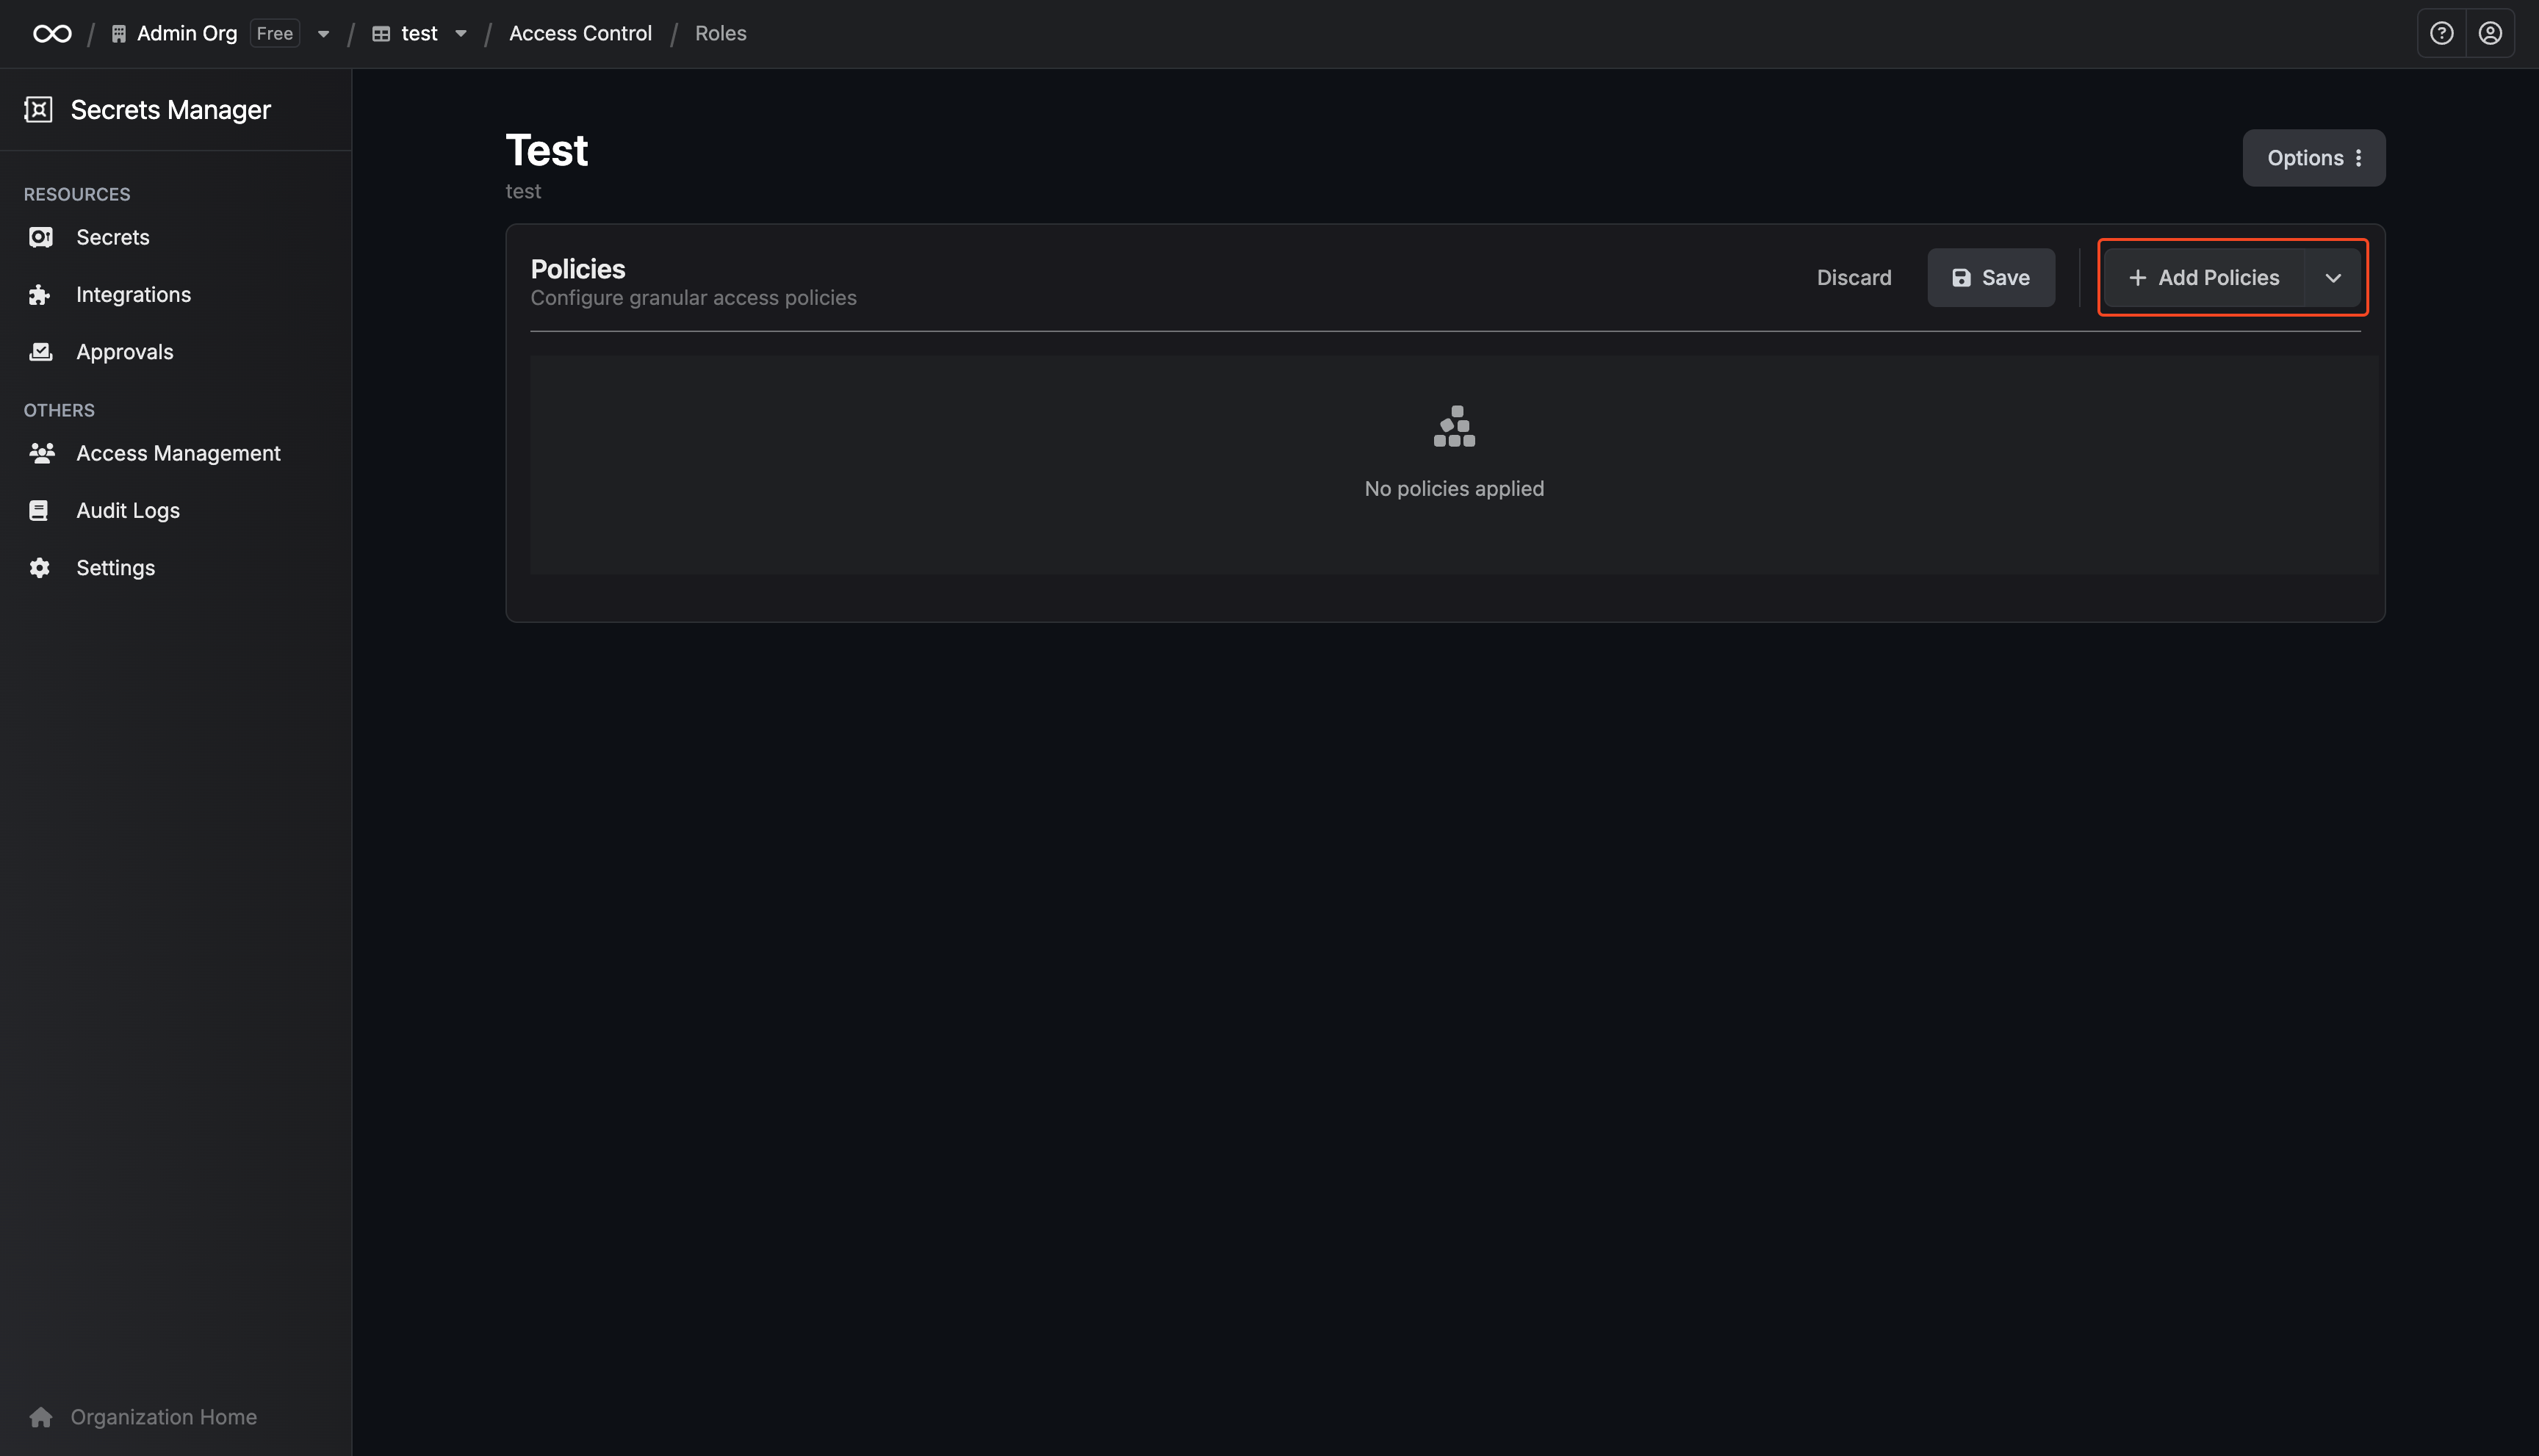 Admin Org Free test Access Control Roles
Secrets Manager
RESOURCES
Secrets
Integrations
Approvals
OTHERS
Access Management
Audit Logs
Settings
Organization Home
Test
test
Options
Policies
Configure granular access policies
Discard
Save
Add Policies
No policies applied